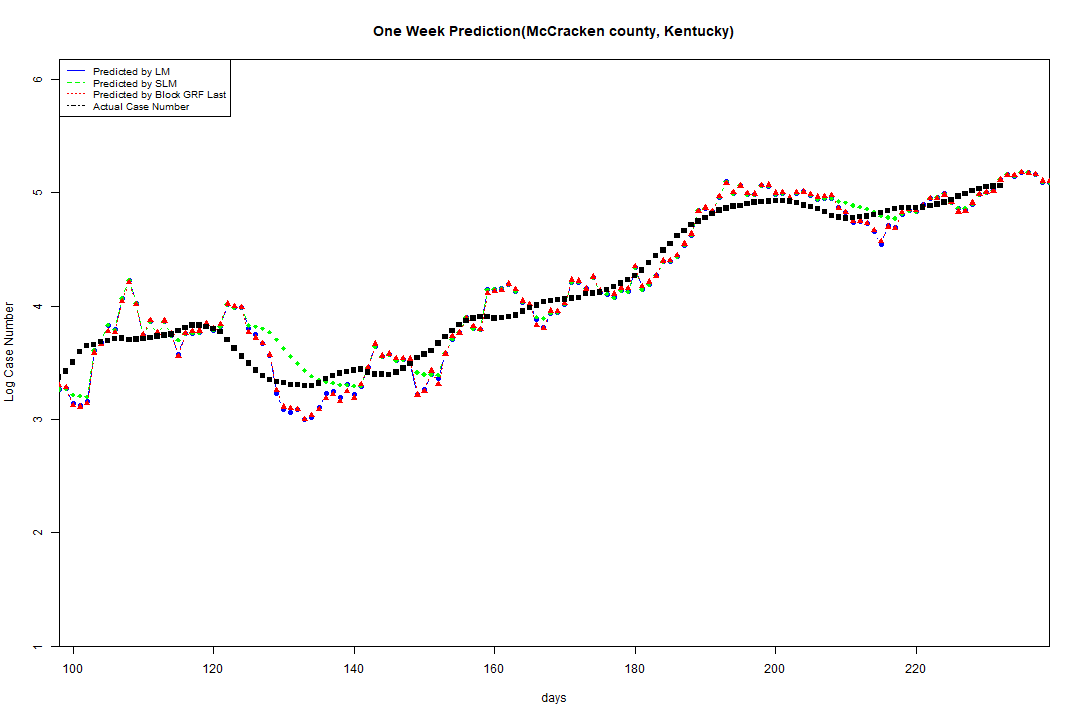 One Week Prediction(McCracken county, Kentucky)
Predicted by LM
Predicted by SLM
Predicted by Block GRF Last
Actual Case Number
6
5
4
3
2
1
Log Case Number
100 120 140 160 180 200 220
days